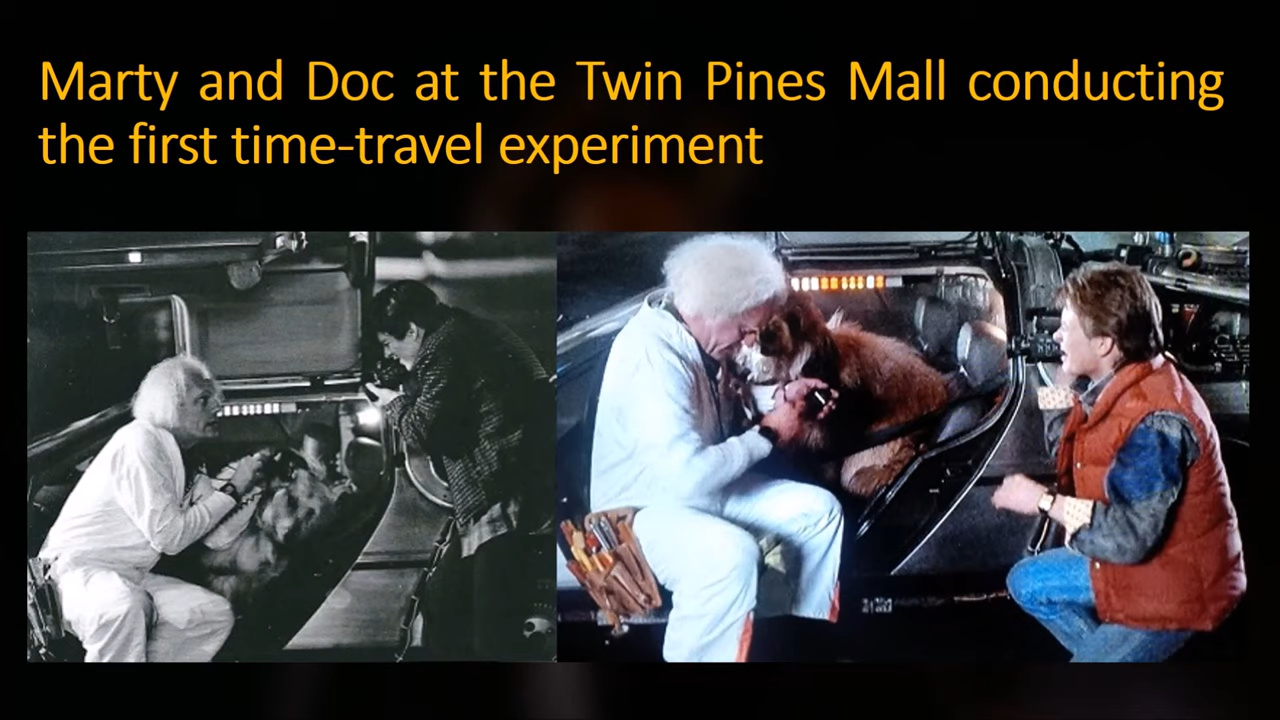 Marty and Doc at the Twin Pines Mall conducting
the first time-travel experiment